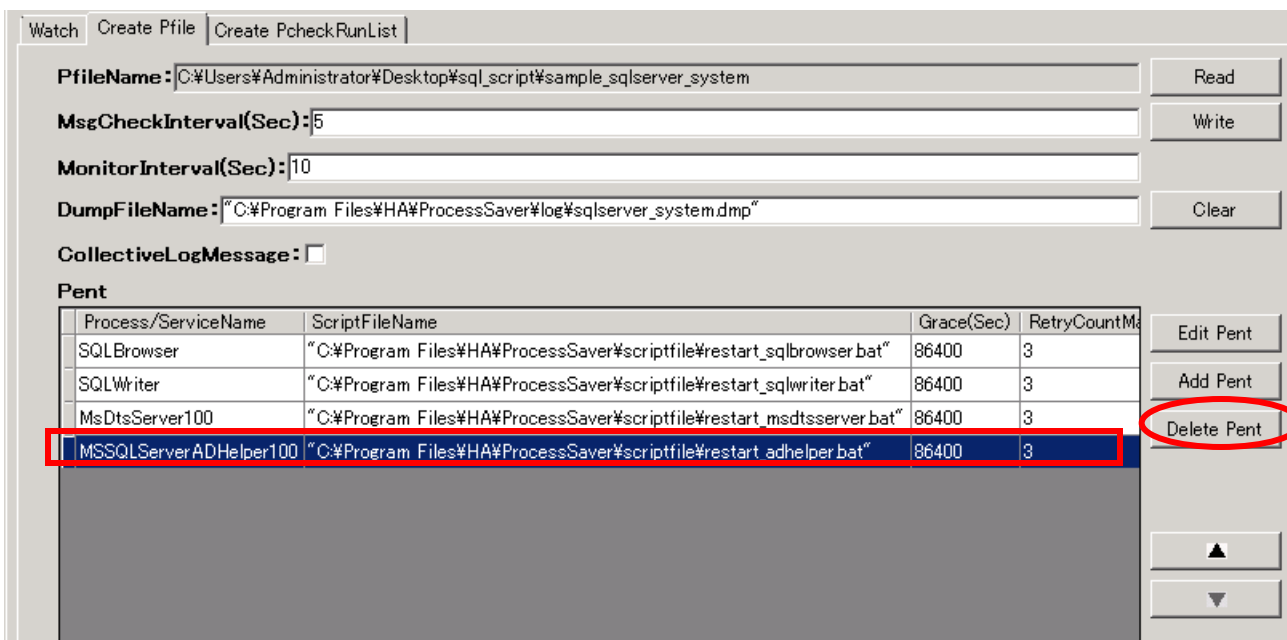 Watch Create Pfile Create PcheckRunList
PfileName: C:¥Users¥Administrator¥Desktop¥sql_script¥sample_sqlserver_system Read
MsgCheckInterval(Sec): 5 Write
MonitorInterval(Sec): 10
DumpFileName: "C:¥Program Files¥HA¥ProcessSaver¥log¥sqlserver_system.dmp" Clear
CollectiveLogMessage:
Pent
Process/ServiceName ScriptFileName Grace(Sec) RetryCountMa
SQLBrowser "C:¥Program Files¥HA¥ProcessSaver¥scriptfile¥restart_sqlbrowser.bat" 86400 3 Edit Pent
SQLWriter "C:¥Program Files¥HA¥ProcessSaver¥scriptfile¥restart_sqlwriter.bat" 86400 3 Add Pent
MsDtsServer100 "C:¥Program Files¥HA¥ProcessSaver¥scriptfile¥restart_msdtsserver.bat" 86400 3 Delete Pent
MSSQLServerADHelper100 "C:¥Program Files¥HA¥ProcessSaver¥scriptfile¥restart_adhelper.bat" 86400 3
▲
▼